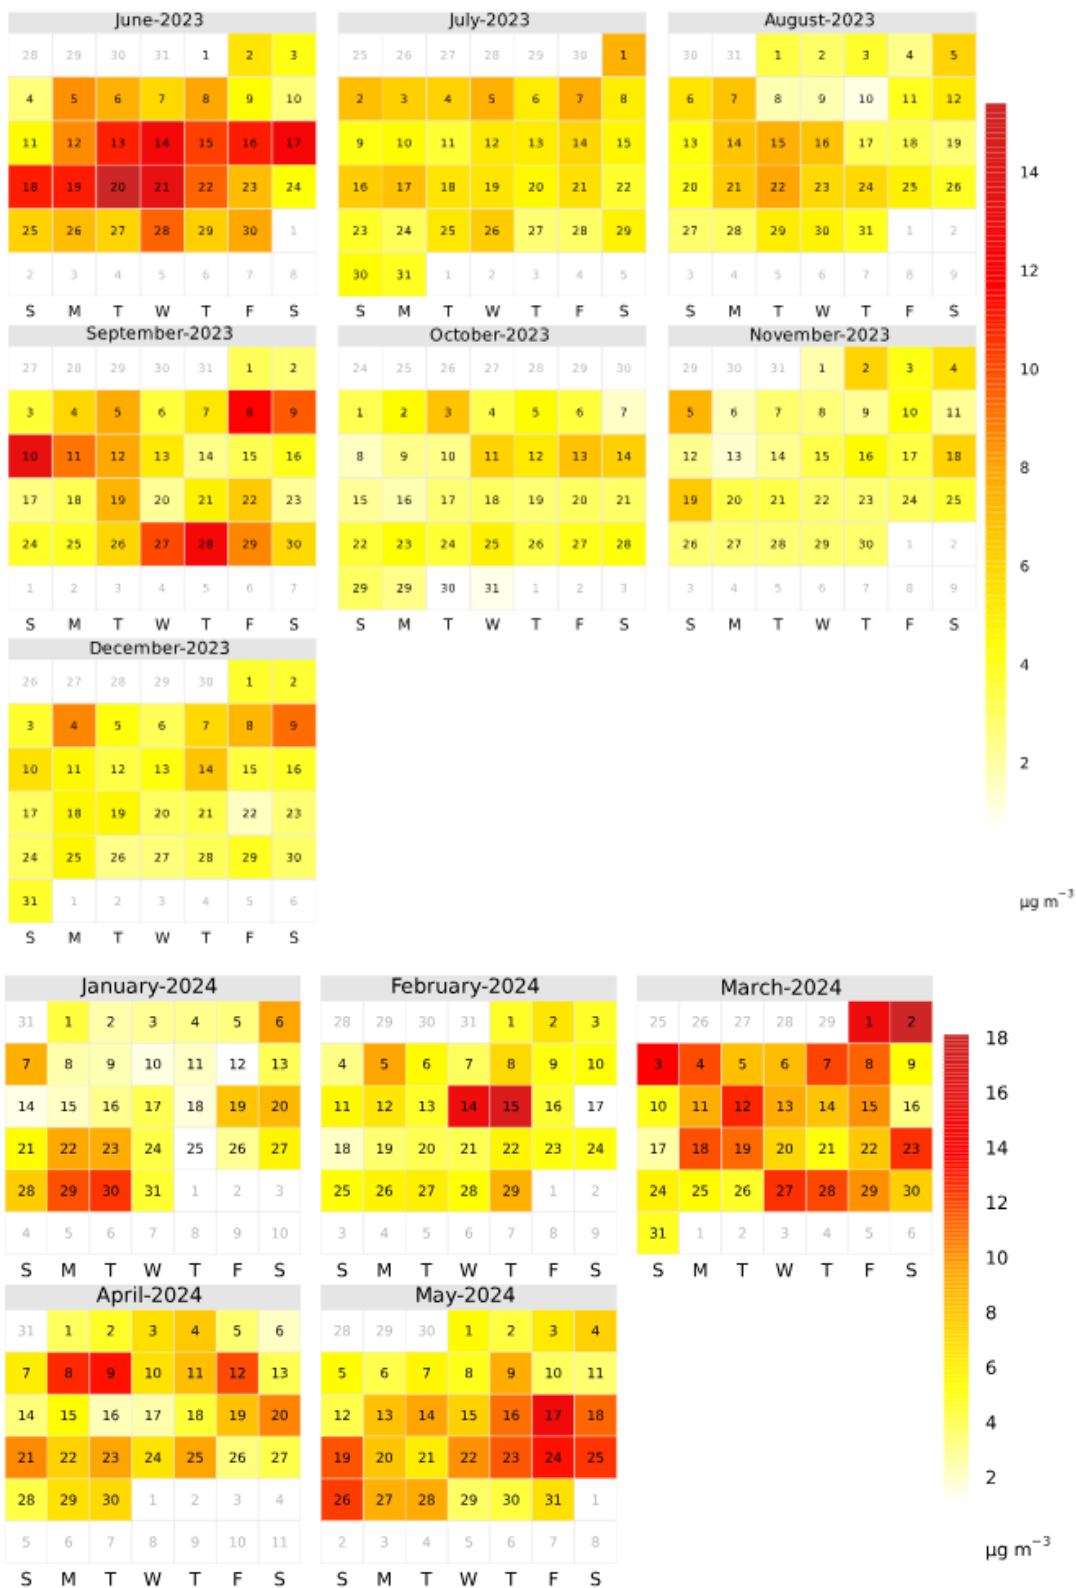 June-2023 July-2023 August-2023
28 29 30 31 1 2 3 25 26 27 28 29 30 1 30 31 1 2 3 4 5
4 5 6 7 8 9 10 2 3 4 5 6 7 8 6 7 8 9 10 11 12
11 12 13 14 15 16 17 9 10 11 12 13 14 15 13 14 15 16 17 18 19
14
18 19 20 21 22 23 24 16 17 18 19 20 21 22 20 21 22 23 24 25 26
25 26 27 28 29 30 1 23 24 25 26 27 28 29 27 28 29 30 31 1 2
12
2 3 4 5 6 7 8 30 31 1 2 3 4 5 3 4 5 6 7 8 9
S M T W T F S S M T W T F S S M T W T F S
September-2023 October-2023 November-2023
27 28 29 30 31 1 2 24 25 26 27 28 29 30 29 30 31 1 2 3 4
10
3 4 5 6 7 8 9 1 2 3 4 5 6 7 5 6 7 8 9 10 11
10 11 12 13 14 15 16 8 9 10 11 12 13 14 12 13 14 15 16 17 18
8
17 18 19 20 21 22 23 15 16 17 18 19 20 21 19 20 21 22 23 24 25
24 25 26 27 28 29 30 22 23 24 25 26 27 28 26 27 28 29 30 1 2
6
1 2 3 4 5 6 7 29 29 30 31 1 2 3 3 4 5 6 7 8 9
S M T W T F S S M T W T F S S M T W T F S
December-2023
4
26 27 28 29 30 1 2
3 4 5 6 7 8 9
2
10 11 12 13 14 15 16
17 18 19 20 21 22 23
24 25 26 27 28 29 30
31 1 2 3 4 5 6
µg m⁻³
S M T W T F S
January-2024 February-2024 March-2024
31 1 2 3 4 5 6 28 29 30 31 1 2 3 25 26 27 28 29 1 2
18
7 8 9 10 11 12 13 4 5 6 7 8 9 10 3 4 5 6 7 8 9
16
14 15 16 17 18 19 20 11 12 13 14 15 16 17 10 11 12 13 14 15 16
14
21 22 23 24 25 26 27 18 19 20 21 22 23 24 17 18 19 20 21 22 23
28 29 30 31 1 2 3 25 26 27 28 29 1 2 24 25 26 27 28 29 30
12
4 5 6 7 8 9 10 3 4 5 6 7 8 9 31 1 2 3 4 5 6
10
S M T W T F S S M T W T F S S M T W T F S
April-2024 May-2024
8
31 1 2 3 4 5 6 28 29 30 1 2 3 4
6
7 8 9 10 11 12 13 5 6 7 8 9 10 11
14 15 16 17 18 19 20 12 13 14 15 16 17 18
4
21 22 23 24 25 26 27 19 20 21 22 23 24 25
2
28 29 30 1 2 3 4 26 27 28 29 30 31 1
5 6 7 8 9 10 11 2 3 4 5 6 7 8
µg m⁻³
S M T W T F S S M T W T F S